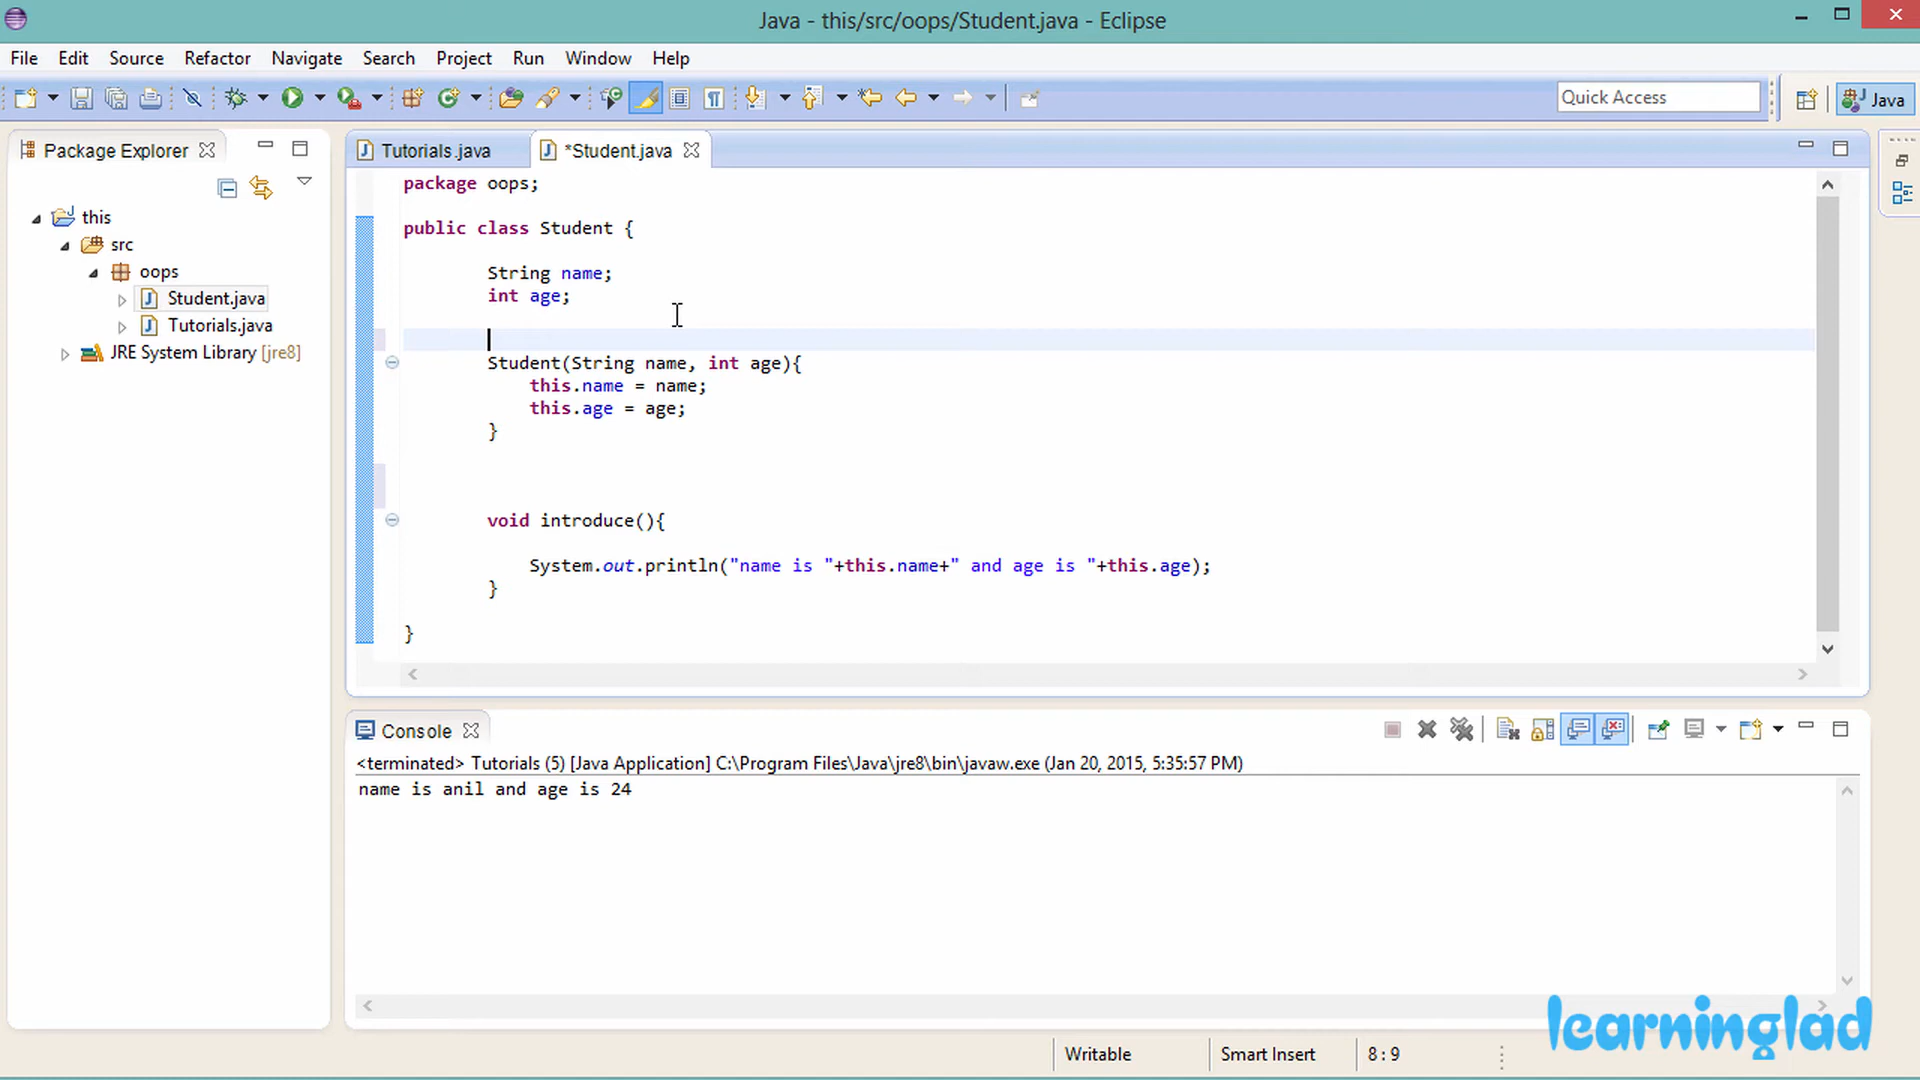 Java - this/src/oops/Student.java - Eclipse
File Edit Source Refactor Navigate Search Project Run Window Help
Quick Access
Java
Package Explorer
Tutorials.java
*Student.java
this
src
oops
Student.java
Tutorials.java
JRE System Library [jre8]
package oops;
public class Student {
String name;
int age;
Student(String name, int age){
this.name = name;
this.age = age;
}
void introduce(){
System.out.println("name is "+this.name+" and age is "+this.age);
}
}
Console
<terminated> Tutorials (5) [Java Application] C:\Program Files\Java\jre8\bin\javaw.exe (Jan 20, 2015, 5:35:57 PM)
name is anil and age is 24
Writable
Smart Insert
8 : 9
learninglad